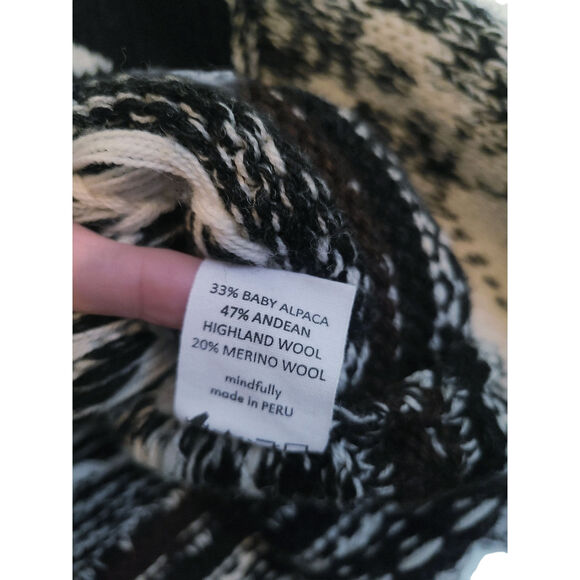 33% BABY ALPACA
47% ANDEAN
HIGHLAND WOOL
20% MERINO WOOL
mindfully
made in PERU